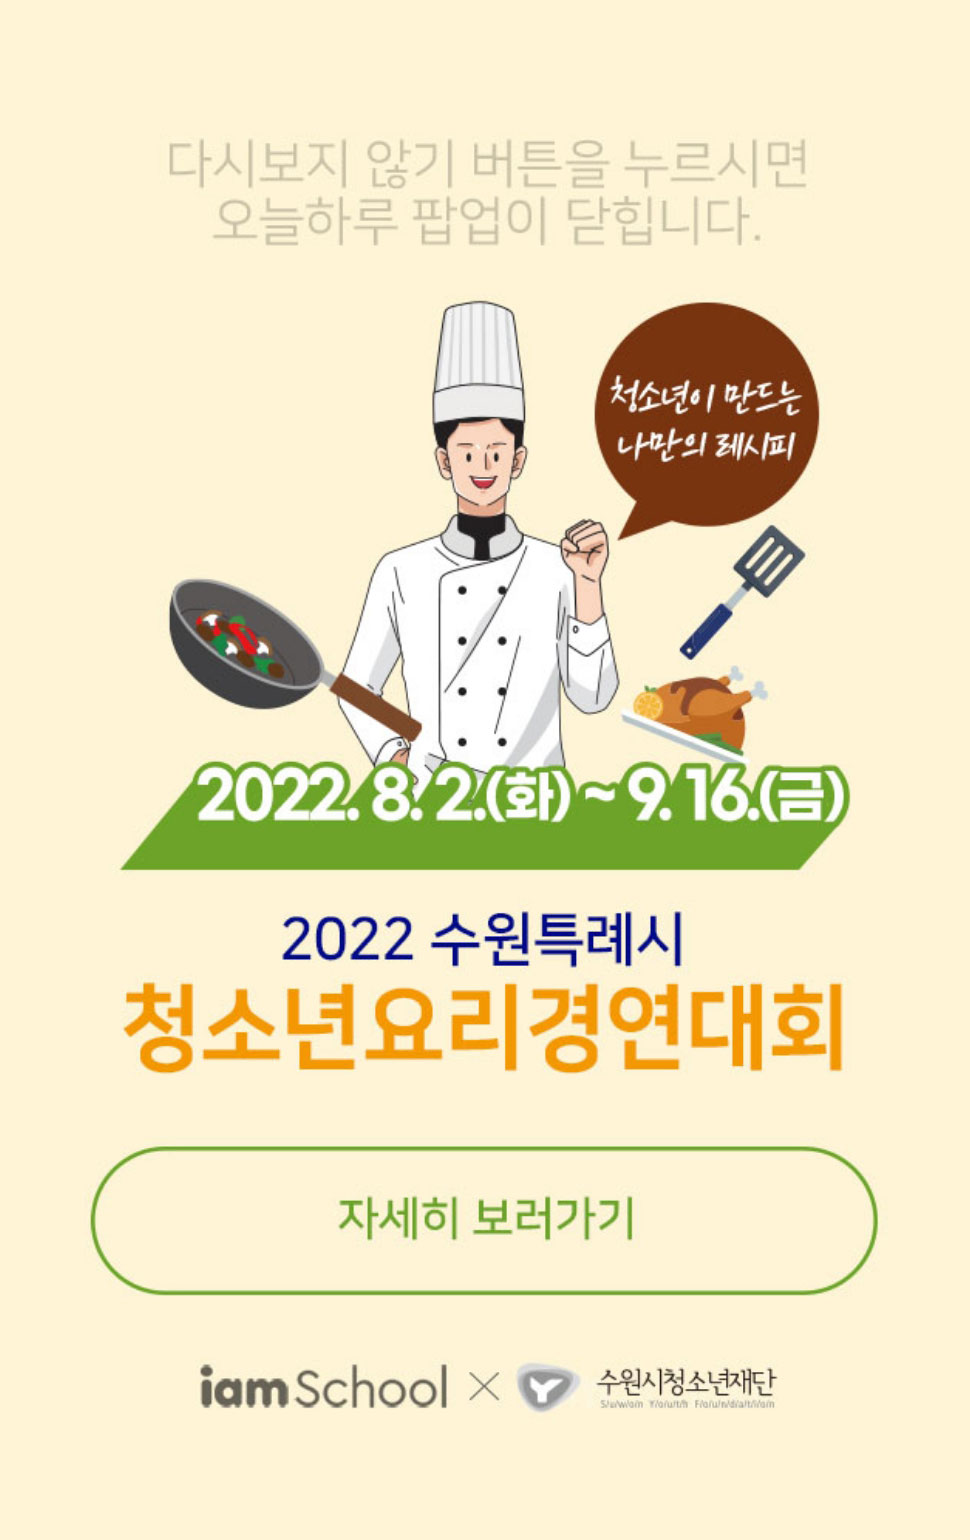 다시보지 않기 버튼을 누르시면
오늘하루 팝업이 닫힙니다.
청소년이 만드는
나만의 레시피
2022. 8. 2.(화) ~ 9. 16.(금)
2022 수원특례시
청소년요리경연대회
자세히 보러가기
iam School × 수원시청소년재단
S/u/w/o/n Y/o/u/t/h F/o/u/n/d/a/t/i/o/n